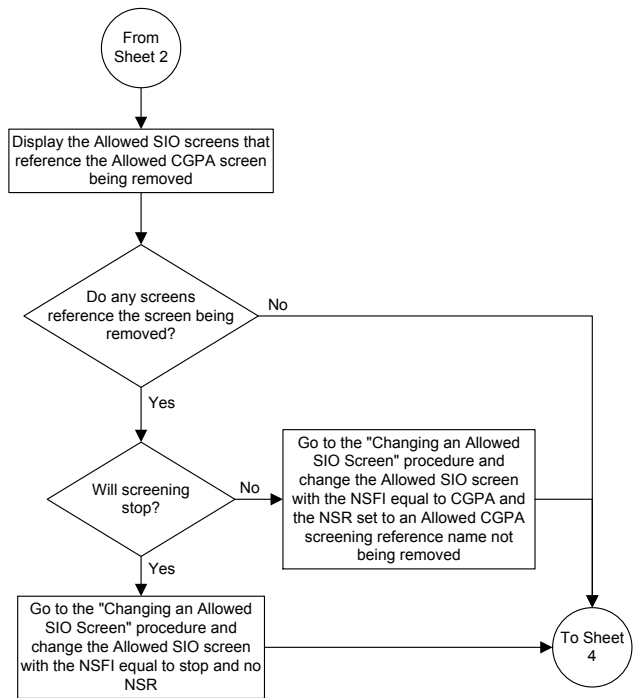 From
Sheet 2
Display the Allowed SIO screens that
reference the Allowed CGPA screen
being removed
Do any screens
reference the screen being
removed?
No
Yes
Will screening
stop?
No
Go to the "Changing an Allowed
SIO Screen" procedure and
change the Allowed SIO screen
with the NSFI equal to CGPA and
the NSR set to an Allowed CGPA
screening reference name not
being removed
Yes
Go to the "Changing an Allowed
SIO Screen" procedure and
change the Allowed SIO screen
with the NSFI equal to stop and no
NSR
To Sheet
4